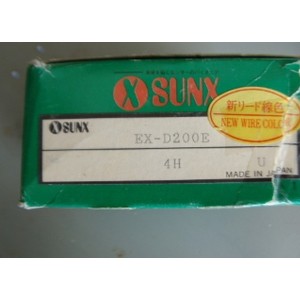 SUNX
新リード線色
NEW WIRE COLOR
SUNX
EX-D200E
4H U
MADE IN JAPAN